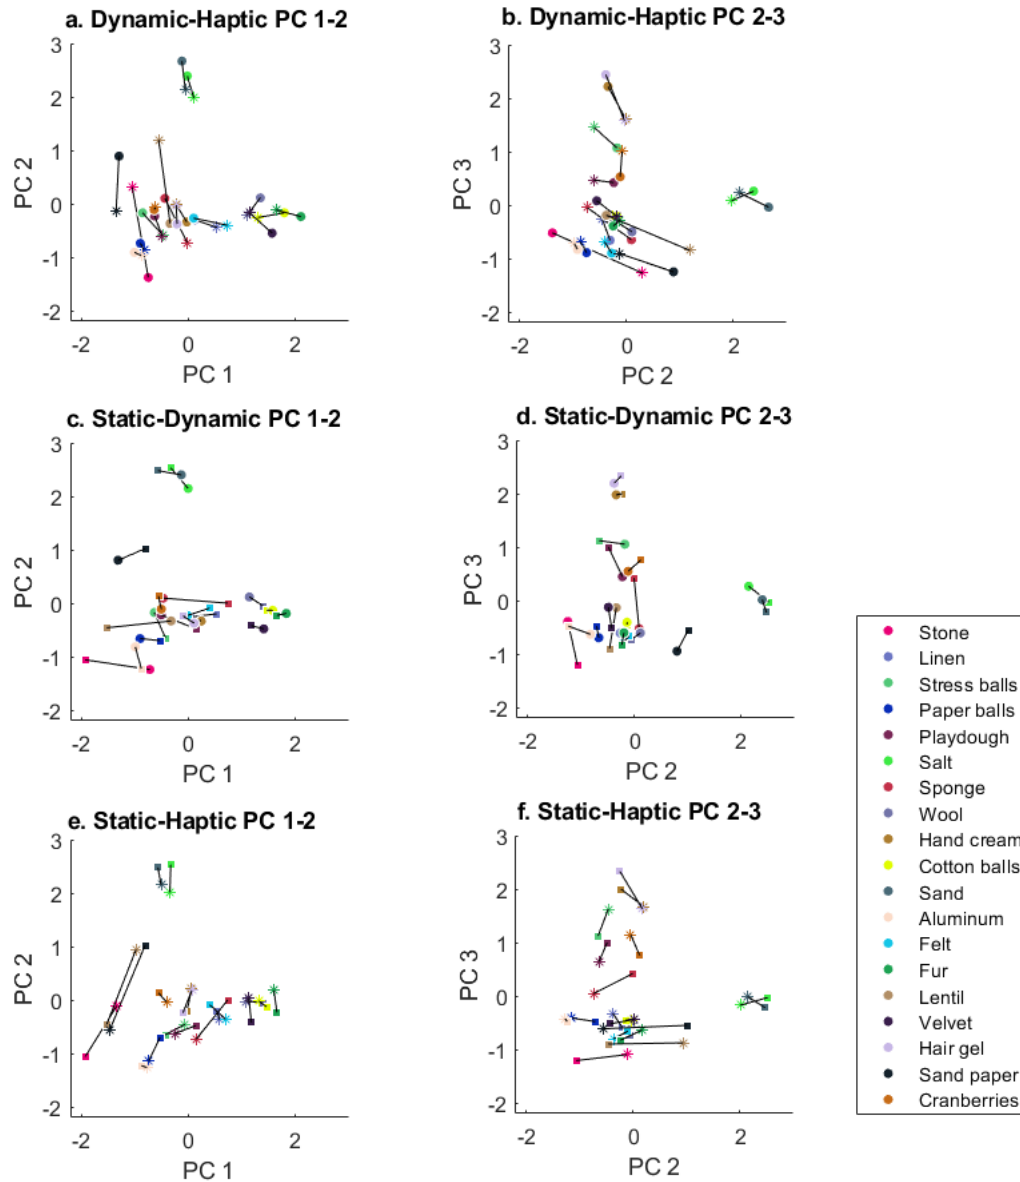 a. Dynamic-Haptic PC 1-2
3
2
1
0
-1
-2
PC 2
-2 0 2
PC 1
b. Dynamic-Haptic PC 2-3
3
2
1
0
-1
-2
PC 3
-2 0 2
PC 2
c. Static-Dynamic PC 1-2
3
2
1
0
-1
-2
PC 2
-2 0 2
PC 1
d. Static-Dynamic PC 2-3
3
2
1
0
-1
-2
PC 3
-2 0 2
PC 2
e. Static-Haptic PC 1-2
3
2
1
0
-1
-2
PC 2
-2 0 2
PC 1
f. Static-Haptic PC 2-3
3
2
1
0
-1
-2
PC 3
-2 0 2
PC 2
Stone
Linen
Stress balls
Paper balls
Playdough
Salt
Sponge
Wool
Hand cream
Cotton balls
Sand
Aluminum
Felt
Fur
Lentil
Velvet
Hair gel
Sand paper
Cranberries